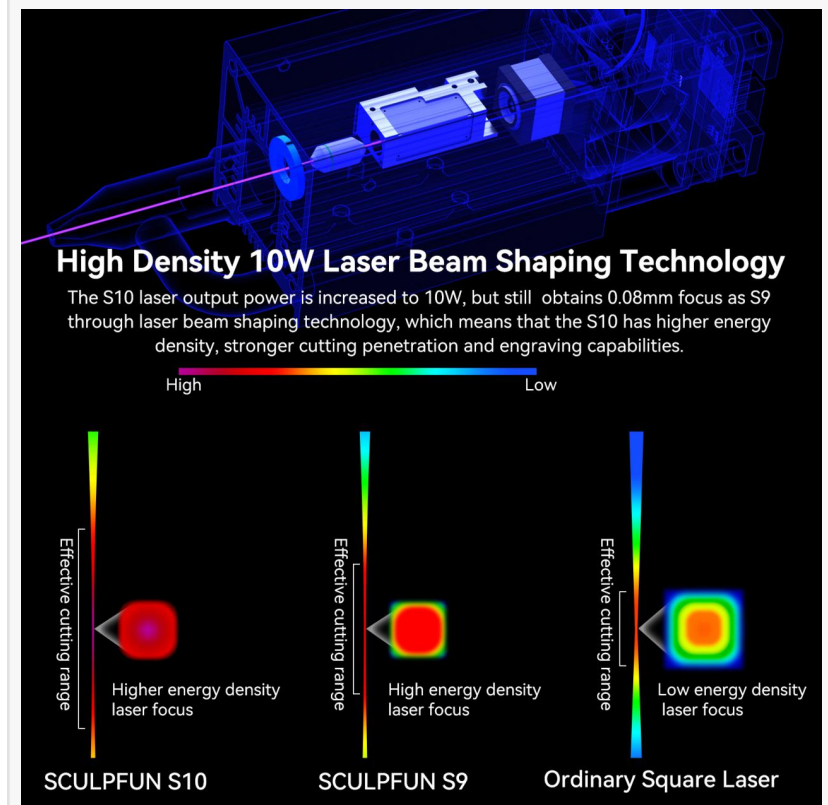 High Density 10W Laser Beam Shaping Technology
The S10 laser output power is increased to 10W, but still obtains 0.08mm focus as S9
through laser beam shaping technology, which means that the S10 has higher energy
density, stronger cutting penetration and engraving capabilities.
High
Low
Effective cutting range
Higher energy density
laser focus
SCULPFUN S10
Effective cutting range
High energy density
laser focus
SCULPFUN S9
Effective cutting range
Low energy density
laser focus
Ordinary Square Laser